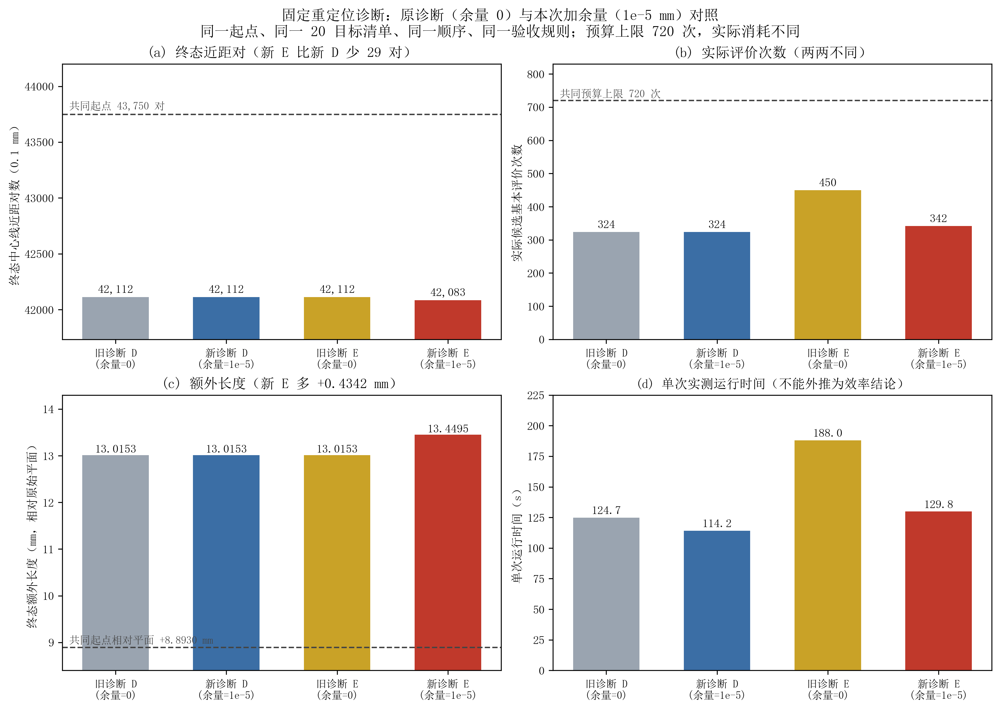 固定重定位诊断：原诊断（余量 0）与本次加余量（1e-5 mm）对照
同一起点、同一 20 目标清单、同一顺序、同一验收规则；预算上限 720 次，实际消耗不同
(a) 终态近距对（新 E 比新 D 少 29 对）
终态中心线近距对数（0.1 mm）
44000
43500
43000
42500
42000
共同起点 43,750 对
42,112
42,112
42,112
42,083
旧诊断 D
(余量=0)
新诊断 D
(余量=1e-5)
旧诊断 E
(余量=0)
新诊断 E
(余量=1e-5)
(b) 实际评价次数（两两不同）
实际候选基本评价次数
800
700
600
500
400
300
200
100
0
共同预算上限 720 次
324
324
450
342
旧诊断 D
(余量=0)
新诊断 D
(余量=1e-5)
旧诊断 E
(余量=0)
新诊断 E
(余量=1e-5)
(c) 额外长度（新 E 多 +0.4342 mm）
终态额外长度（mm，相对原始平面）
14
13
12
11
10
9
13.0153
13.0153
13.0153
13.4495
共同起点相对平面 +8.8930 mm
旧诊断 D
(余量=0)
新诊断 D
(余量=1e-5)
旧诊断 E
(余量=0)
新诊断 E
(余量=1e-5)
(d) 单次实测运行时间（不能外推为效率结论）
单次运行时间（s）
225
200
175
150
125
100
75
50
25
0
124.7
114.2
188.0
129.8
旧诊断 D
(余量=0)
新诊断 D
(余量=1e-5)
旧诊断 E
(余量=0)
新诊断 E
(余量=1e-5)